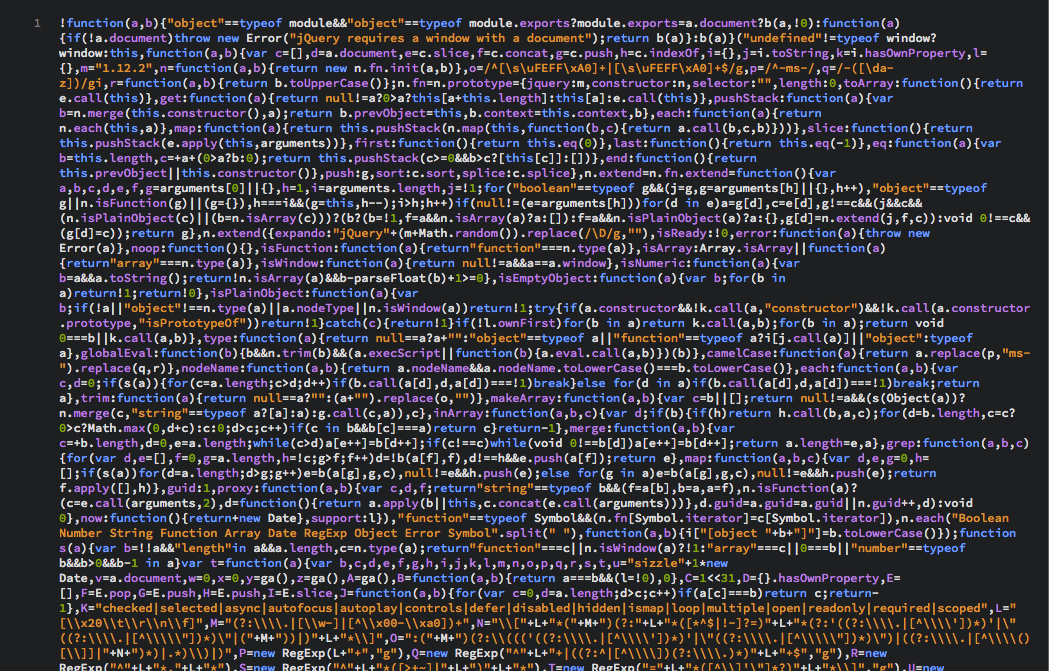 1 !function(a,b){"object"==typeof module&&"object"==typeof module.exports?module.exports=a.document?b(a,!0):function(a)
{if(!a.document)throw new Error("jQuery requires a window with a document");return b(a)}:b(a)}("undefined"!=typeof window?
window:this,function(a,b){var c=[],d=a.document,e=c.slice,f=c.concat,g=c.push,h=c.indexOf,i={},j=i.toString,k=i.hasOwnProperty,l=
{},m="1.12.2",n=function(a,b){return new n.fn.init(a,b)},o=/^[\s\uFEFF\xA0]+|[\s\uFEFF\xA0]+$/g,p=/^-ms-/,q=/-([\da-
z])/gi,r=function(a,b){return b.toUpperCase()};n.fn=n.prototype={jquery:m,constructor:n,selector:"",length:0,toArray:function(){return
e.call(this)},get:function(a){return null!=a?0>a?this[a+this.length]:this[a]:e.call(this)},pushStack:function(a){var
b=n.merge(this.constructor(),a);return b.prevObject=this,b.context=this.context,b},each:function(a){return
n.each(this,a)},map:function(a){return this.pushStack(n.map(this,function(b,c){return a.call(b,c,b)}))},slice:function(){return
this.pushStack(e.apply(this,arguments))},first:function(){return this.eq(0)},last:function(){return this.eq(-1)},eq:function(a){var
b=this.length,c=+a+(0>a?b:0);return this.pushStack(c>=0&&b>c?[this[c]]:[])},end:function(){return
this.prevObject||this.constructor()},push:g,sort:c.sort,splice:c.splice},n.extend=n.fn.extend=function(){var
a,b,c,d,e,f,g=arguments[0]||{},h=1,i=arguments.length,j=!1;for("boolean"==typeof g&&(j=g,g=arguments[h]||{},h++),"object"==typeof
g||n.isFunction(g)||(g={}),h===i&&(g=this,h--);i>h;h++)if(null!=(e=arguments[h]))for(d in e)a=g[d],c=e[d],g!==c&&(j&&c&&
(n.isPlainObject(c)||(b=n.isArray(c)))?(b?(b=!1,f=a&&n.isArray(a)?a:[]):f=a&&n.isPlainObject(a)?a:{},g[d]=n.extend(j,f,c)):void 0!==c&&
(g[d]=c));return g},n.extend({expando:"jQuery"+(m+Math.random()).replace(/\D/g,""),isReady:!0,error:function(a){throw new
Error(a)},noop:function(){},isFunction:function(a){return"function"===n.type(a)},isArray:Array.isArray||function(a)
{return"array"===n.type(a)},isWindow:function(a){return null!=a&&a==a.window},isNumeric:function(a){var
b=a&&a.toString();return!n.isArray(a)&&b-parseFloat(b)+1>=0},isEmptyObject:function(a){var b;for(b in
a)return!1;return!0},isPlainObject:function(a){var
b;if(!a||"object"!==n.type(a)||a.nodeType||n.isWindow(a))return!1;try{if(a.constructor&&!k.call(a,"constructor")&&!k.call(a.constructor
.prototype,"isPrototypeOf"))return!1}catch(c){return!1}if(!l.ownFirst)for(b in a)return k.call(a,b);for(b in a);return void
0===b||k.call(a,b)},type:function(a){return null==a?a+"":"object"==typeof a||"function"==typeof a?i[j.call(a)]||"object":typeof
a},globalEval:function(b){b&&n.trim(b)&&(a.execScript||function(b){a.eval.call(a,b)})(b)},camelCase:function(a){return a.replace(p,"ms-
").replace(q,r)},nodeName:function(a,b){return a.nodeName&&a.nodeName.toLowerCase()===b.toLowerCase()},each:function(a,b){var
c,d=0;if(s(a)){for(c=a.length;c>d;d++)if(b.call(a[d],d,a[d])===!1)break}else for(d in a)if(b.call(a[d],d,a[d])===!1)break;return
a},trim:function(a){return null==a?"":(a+"").replace(o,"")},makeArray:function(a,b){var c=b||[];return null!=a&&(s(Object(a))?
n.merge(c,"string"==typeof a?[a]:a):g.call(c,a)),c},inArray:function(a,b,c){var d;if(b){if(h)return h.call(b,a,c);for(d=b.length,c=c?
0>c?Math.max(0,d+c):c:0;d>c;c++)if(c in b&&b[c]===a)return c}return-1},merge:function(a,b){var
c=+b.length,d=0,e=a.length;while(c>d)a[e++]=b[d++];if(c!==c)while(void 0!==b[d])a[e++]=b[d++];return a.length=e,a},grep:function(a,b,c)
{for(var d,e=[],f=0,g=a.length,h=!c;g>f;f++)d=!b(a[f],f),d!==h&&e.push(a[f]);return e},map:function(a,b,c){var d,e,g=0,h=
[];if(s(a))for(d=a.length;d>g;g++)e=b(a[g],g,c),null!=e&&h.push(e);else for(g in a)e=b(a[g],g,c),null!=e&&h.push(e);return
f.apply([],h)},guid:1,proxy:function(a,b){var c,d,f;return"string"==typeof b&&(f=a[b],b=a,a=f),n.isFunction(a)?
(c=e.call(arguments,2),d=function(){return a.apply(b||this,c.concat(e.call(arguments)))},d.guid=a.guid=a.guid||n.guid++,d):void
0},now:function(){return+new Date},support:l}),"function"==typeof Symbol&&(n.fn[Symbol.iterator]=c[Symbol.iterator]),n.each("Boolean
Number String Function Array Date RegExp Object Error Symbol".split(" "),function(a,b){i["[object "+b+"]"]=b.toLowerCase()});function
s(a){var b=!!a&&"length"in a&&a.length,c=n.type(a);return"function"===c||n.isWindow(a)?!1:"array"===c||0===b||"number"==typeof
b&&b>0&&b-1 in a}var t=function(a){var b,c,d,e,f,g,h,i,j,k,l,m,n,o,p,q,r,s,t,u="sizzle"+1*new
Date,v=a.document,w=0,x=0,y=ga(),z=ga(),A=ga(),B=function(a,b){return a===b&&(l=!0),0},C=1<<31,D={}.hasOwnProperty,E=
[],F=E.pop,G=E.push,H=E.push,I=E.slice,J=function(a,b){for(var c=0,d=a.length;d>c;c++)if(a[c]===b)return c;return-
1},K="checked|selected|async|autofocus|autoplay|controls|defer|disabled|hidden|ismap|loop|multiple|open|readonly|required|scoped",L="
[\\x20\\t\\r\\n\\f]",M="(?:\\\\.|[\\w-]|[^\\x00-\\xa0])+",N="\\["+L+"*("+M+")(?:"+L+"*([*^$|!~]?=)"+L+"*(?:'((?:\\\\.|[^\\\\'])*)'|\"
((?:\\\\.|[^\\\\\"])*)\"|("+M+"))|)"+L+"*\\]",O=":("+M+")(?:\\((('((?:\\\\.|[^\\\\'])*)'|\"((?:\\\\.|[^\\\\\"])*)\")|((?:\\\\.|[^\\\\()
[\\]]|"+N+")*)|.*)\\)|)",P=new RegExp(L+"+","g"),Q=new RegExp("^"+L+"+|((?:^|[^\\\\])(?:\\\\.)*)"+L+"+$","g"),R=new
RegExp("^"+L+"*,"+L+"*"),S=new RegExp("^"+L+"*([>+~]|"+L+")"+L+"*"),T=new RegExp("="+L+"*([^\\]'\"]*?)"+L+"*\\]","g"),U=new